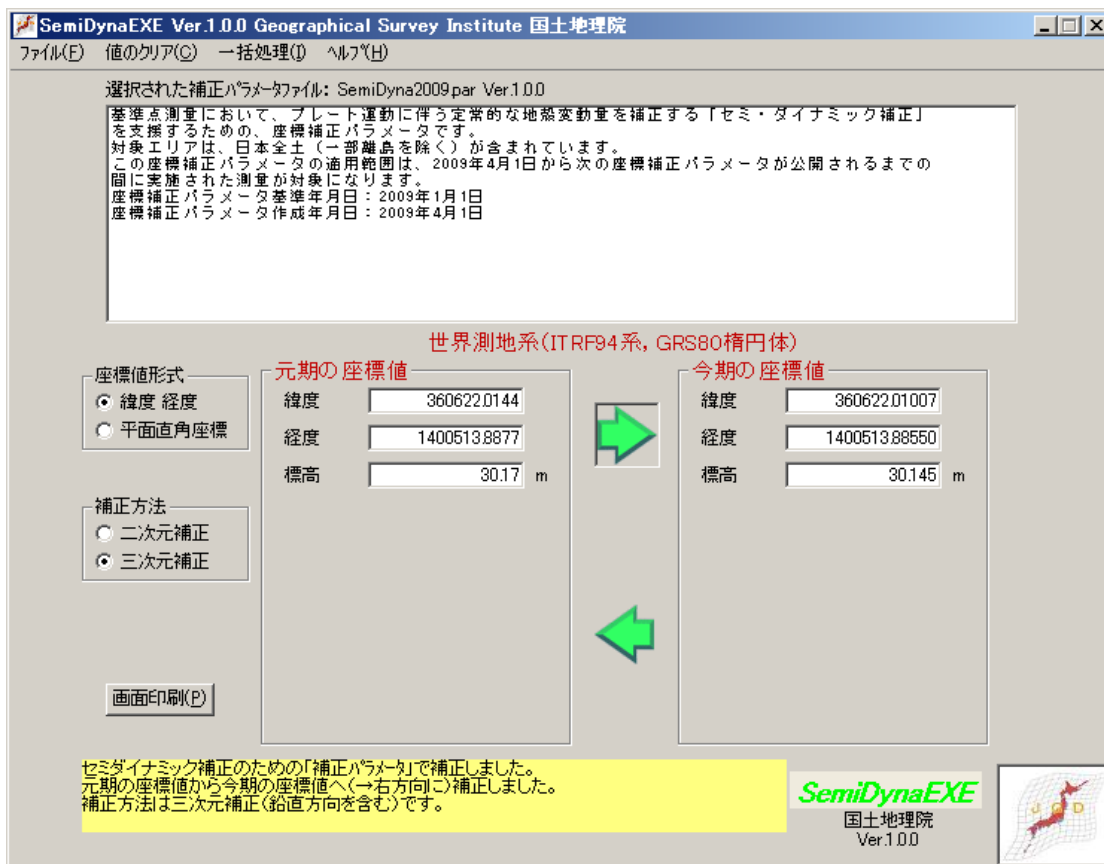 SemiDynaEXE Ver.1.0.0 Geographical Survey Institute 国土地理院
ファイル(F) 値のクリア(C) 一括処理(I) ヘルプ(H)
選択された補正パラメータファイル: SemiDyna2009.par Ver.1.0.0
基準点測量において、プレート運動に伴う定常的な地殻変動量を補正する「セミ・ダイナミック補正」
を支援するための、座標補正パラメータです。
対象エリアは、日本全土（一部離島を除く）が含まれています。
この座標補正パラメータの適用範囲は、2009年4月1日から次の座標補正パラメータが公開されるまでの
間に実施された測量が対象になります。
座標補正パラメータ基準年月日：2009年1月1日
座標補正パラメータ作成年月日：2009年4月1日
世界測地系(ITRF94系, GRS80楕円体)
座標値形式
緯度 経度
平面直角座標
補正方法
二次元補正
三次元補正
画面印刷(P)
元期の座標値
緯度 360622.0144
経度 1400513.8877
標高 30.17 m
今期の座標値
緯度 360622.01007
経度 1400513.88550
標高 30.145 m
セミダイナミック補正のための「補正パラメータ」で補正しました。
元期の座標値から今期の座標値へ(→右方向に)補正しました。
補正方法は三次元補正(鉛直方向を含む)です。
SemiDynaEXE
国土地理院
Ver.1.0.0
JGD